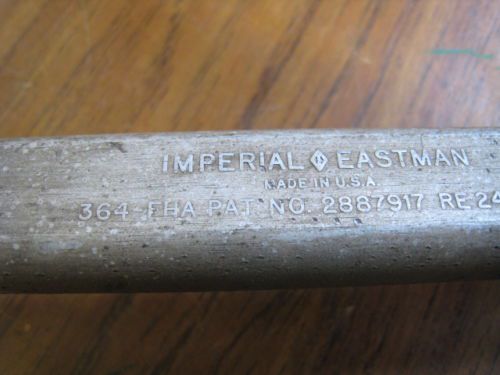 IMPERIAL EASTMAN
MADE IN U.S.A.
364-FHA PAT. NO. 2887917 RE 24